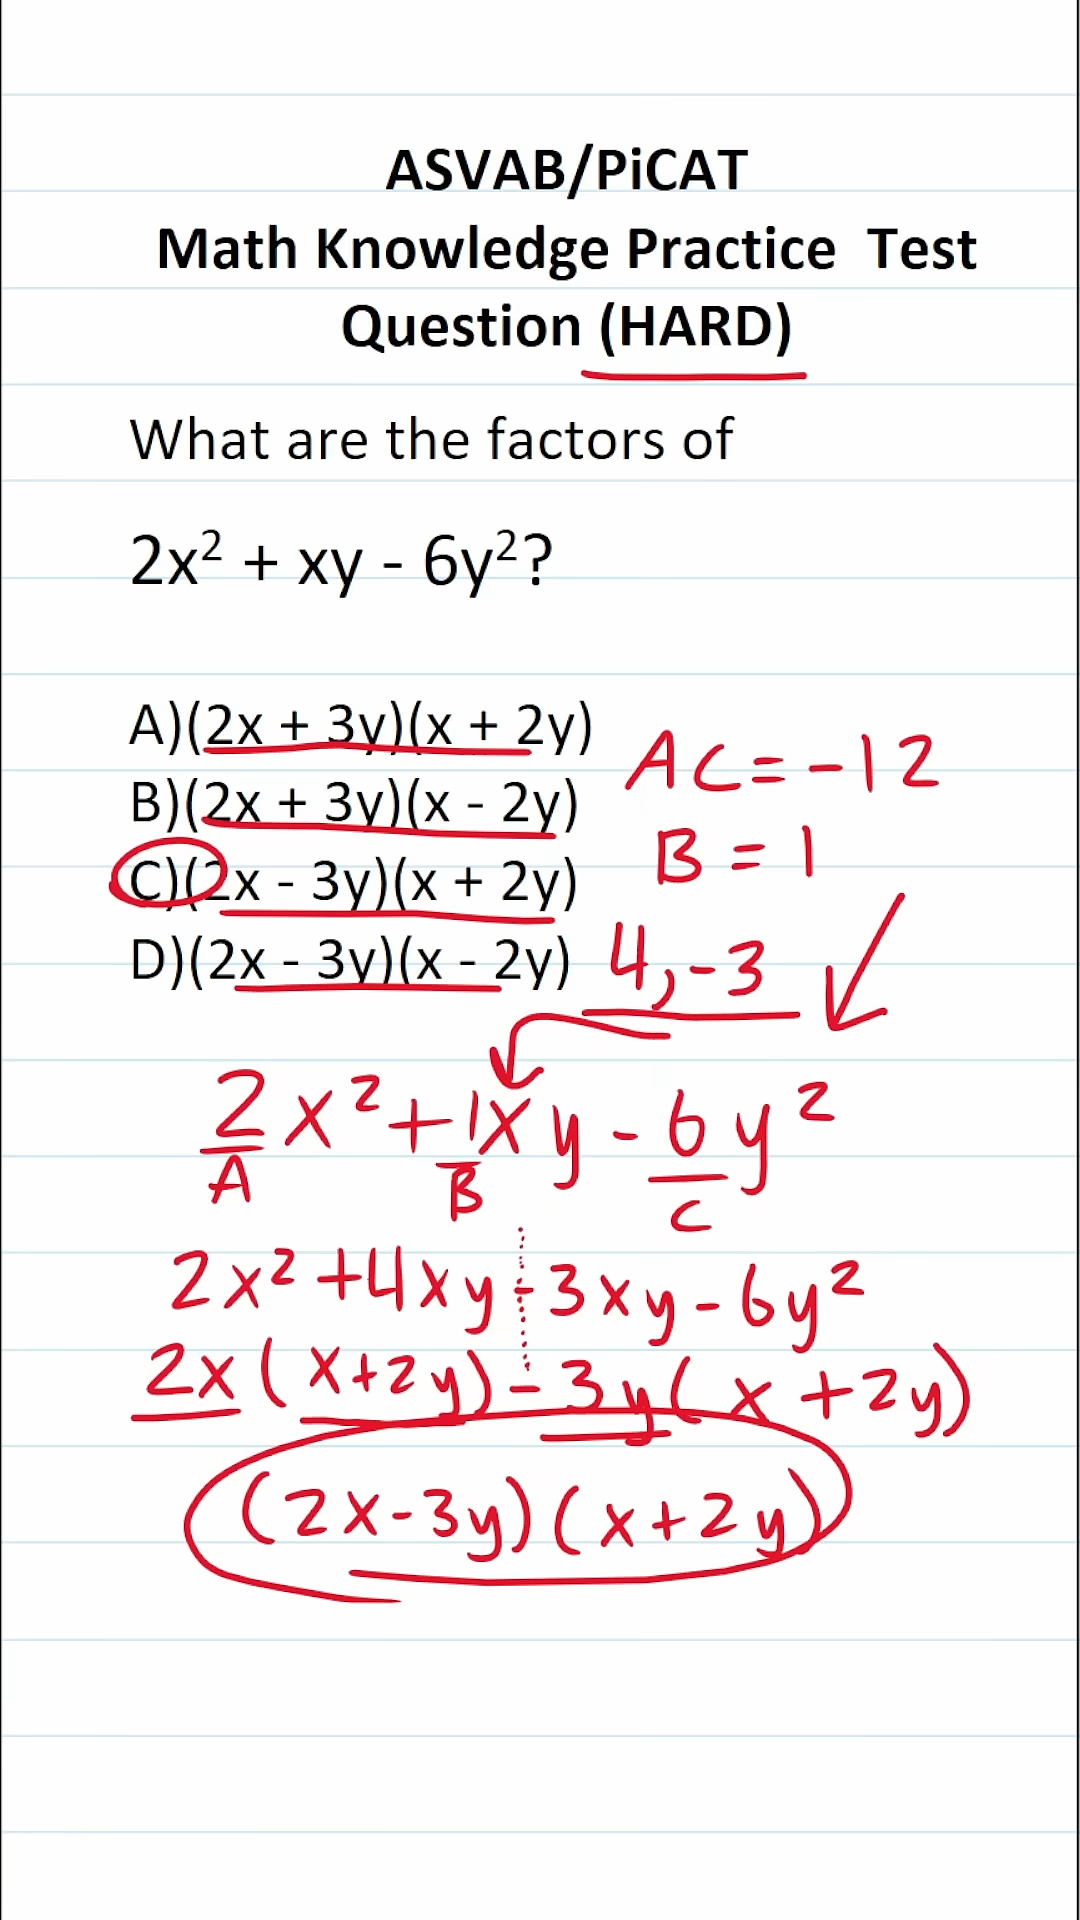 ASVAB/PiCAT
Math Knowledge Practice Test
Question (HARD)
What are the factors of
2x² + xy - 6y²?
A)(2x + 3y)(x + 2y)
B)(2x + 3y)(x - 2y)
C)(2x - 3y)(x + 2y)
D)(2x - 3y)(x - 2y)
AC = -12
B = 1
4, -3
2x² + 1xy - 6y²
A B C
2x² + 4xy - 3xy - 6y²
2x(x+2y) - 3y(x+2y)
(2x-3y)(x+2y)